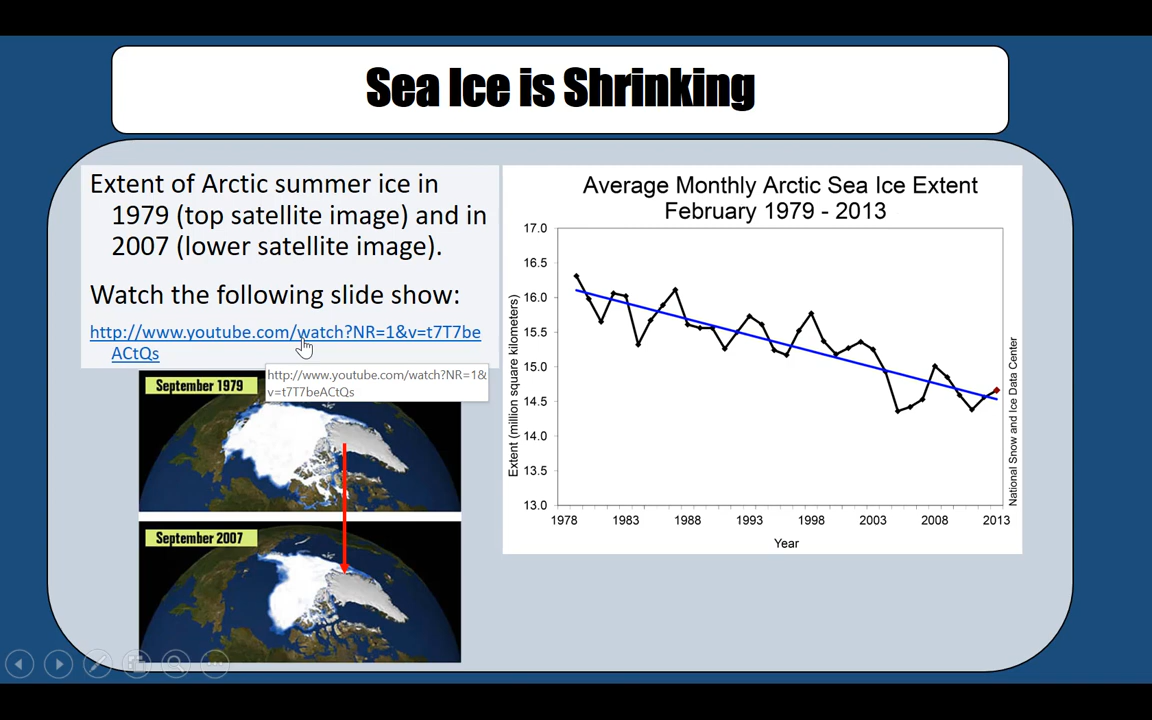 Sea Ice is Shrinking
Extent of Arctic summer ice in
1979 (top satellite image) and in
2007 (lower satellite image).
Watch the following slide show:
http://www.youtube.com/watch?NR=1&v=t7T7be
ACtQs
http://www.youtube.com/watch?NR=1&
v=t7T7beACtQs
September 1979
September 2007
Average Monthly Arctic Sea Ice Extent
February 1979 - 2013
Extent (million square kilometers)
17.0
16.5
16.0
15.5
15.0
14.5
14.0
13.5
13.0
1978 1983 1988 1993 1998 2003 2008 2013
Year
National Snow and Ice Data Center